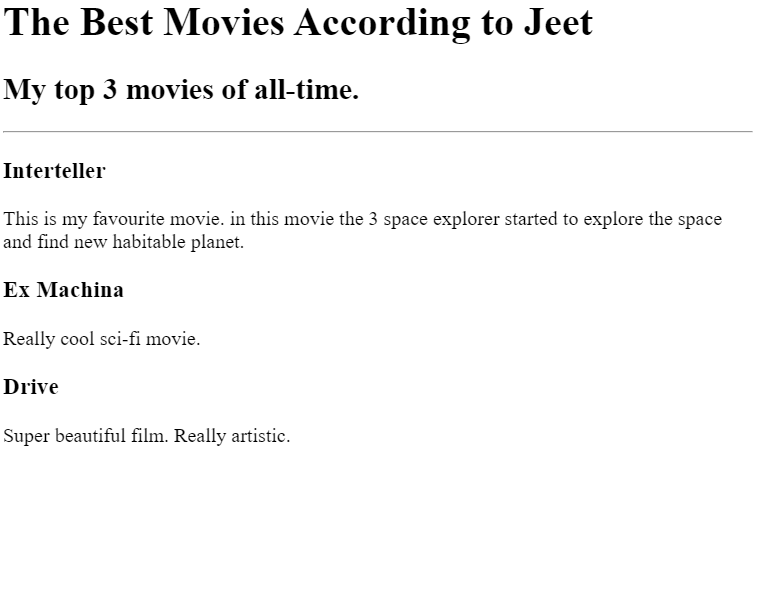 The Best Movies According to Jeet
My top 3 movies of all-time.
Interteller
This is my favourite movie. in this movie the 3 space explorer started to explore the space
and find new habitable planet.
Ex Machina
Really cool sci-fi movie.
Drive
Super beautiful film. Really artistic.